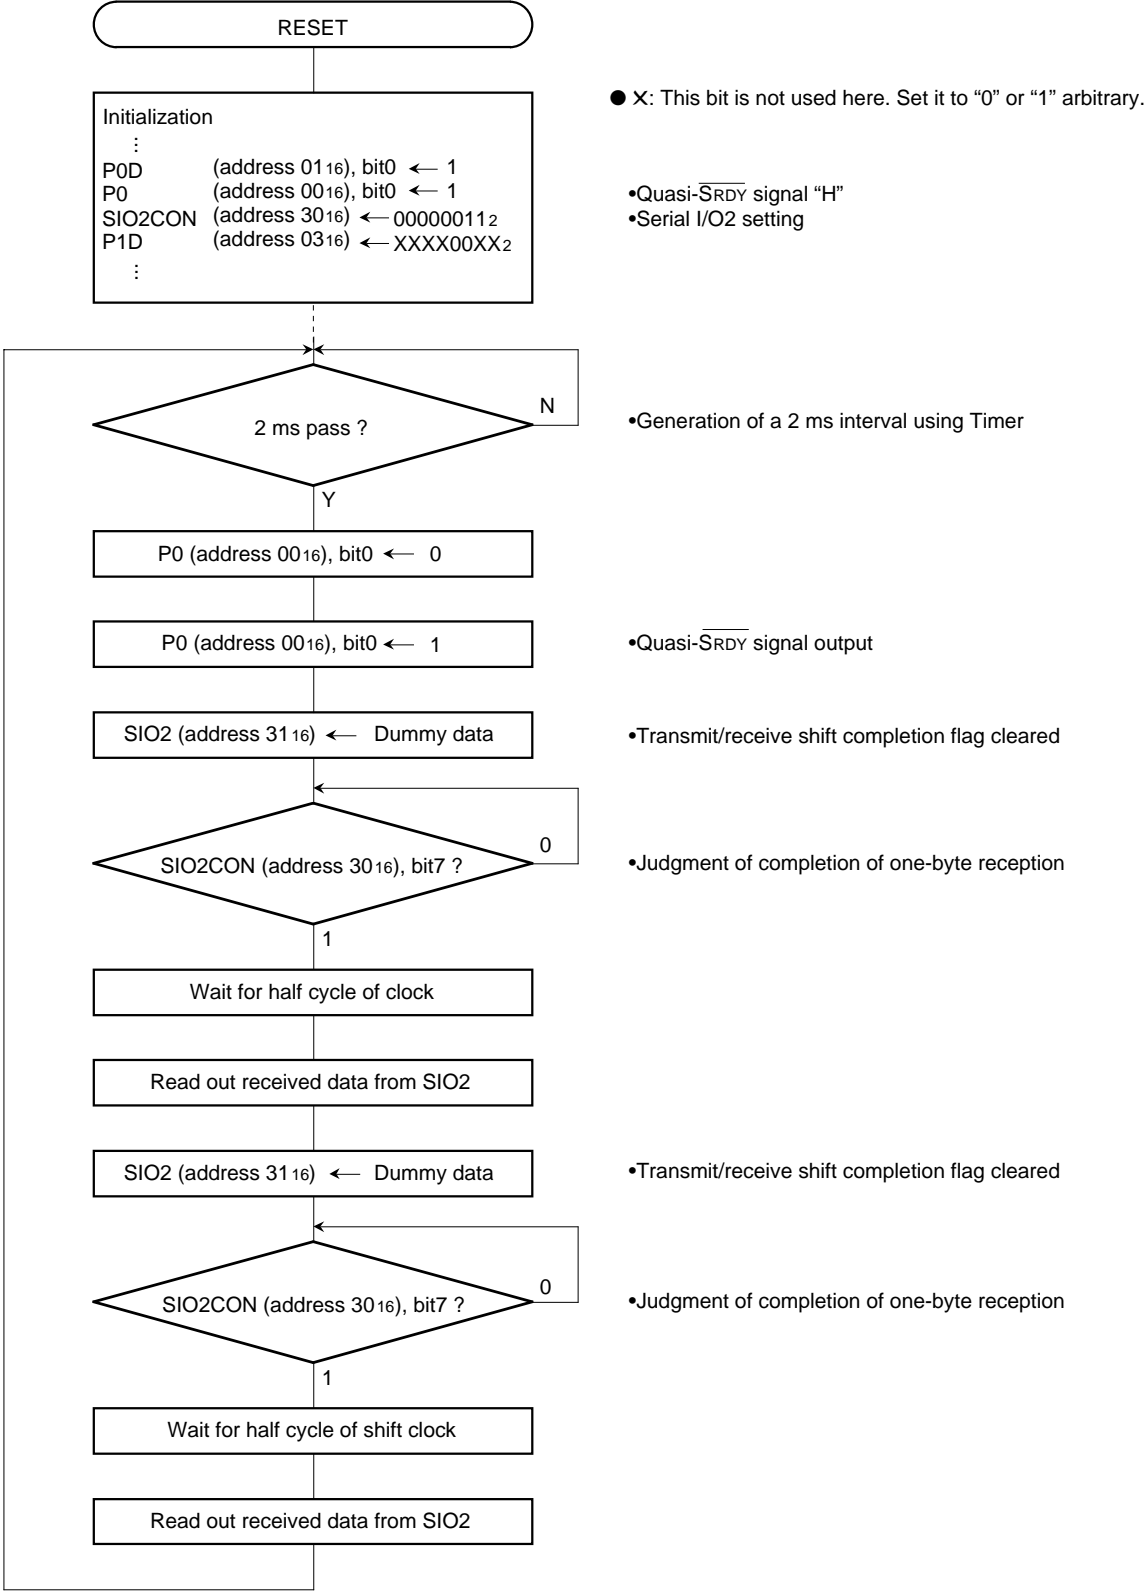 RESET
● X: This bit is not used here. Set it to “0” or “1” arbitrary.
Initialization
⋮
P0D (address 0116), bit0 ← 1
P0 (address 0016), bit0 ← 1
•Quasi-SRDY signal “H”
SIO2CON (address 3016) ← 000000112
•Serial I/O2 setting
P1D (address 0316) ← XXXX00XX2
⋮
N
2 ms pass ?
•Generation of a 2 ms interval using Timer
Y
P0 (address 0016), bit0 ← 0
P0 (address 0016), bit0 ← 1
•Quasi-SRDY signal output
SIO2 (address 3116) ← Dummy data
•Transmit/receive shift completion flag cleared
0
SIO2CON (address 3016), bit7 ?
•Judgment of completion of one-byte reception
1
Wait for half cycle of clock
Read out received data from SIO2
SIO2 (address 3116) ← Dummy data
•Transmit/receive shift completion flag cleared
0
SIO2CON (address 3016), bit7 ?
•Judgment of completion of one-byte reception
1
Wait for half cycle of shift clock
Read out received data from SIO2